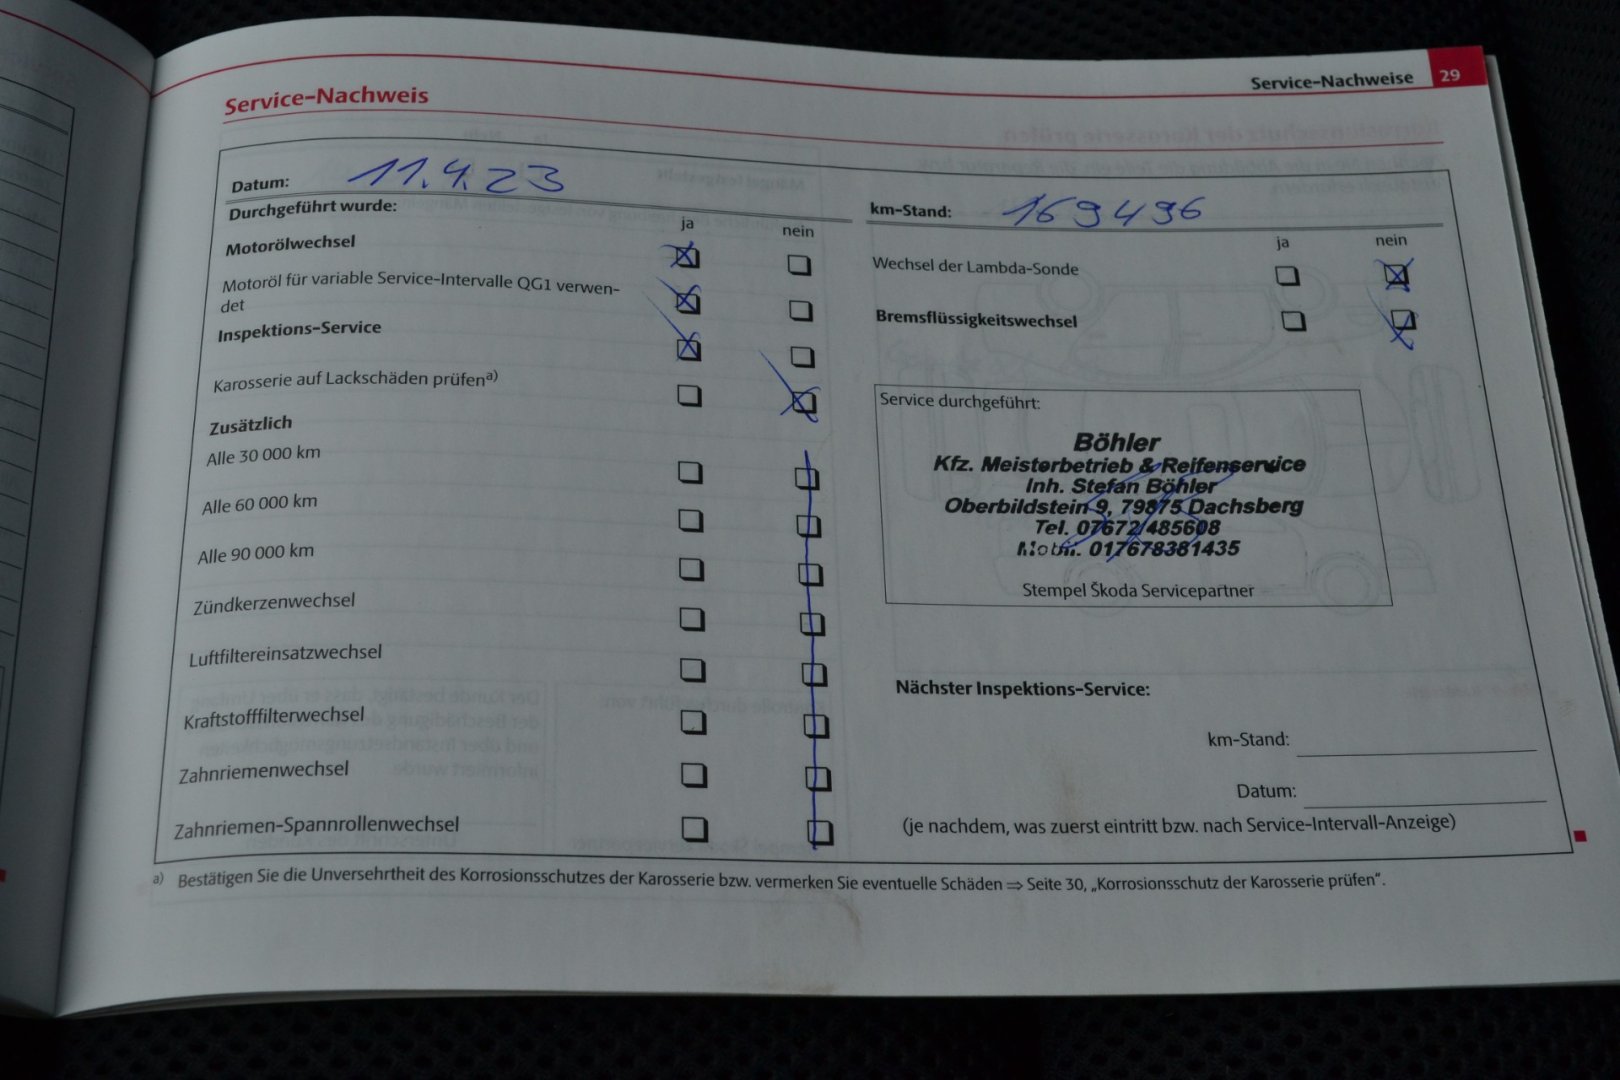 Service-Nachweise 29
Service-Nachweis
Datum: 11.4.23
Durchgeführt wurde:
ja nein
Motorölwechsel
Motoröl für variable Service-Intervalle QG1 verwen-
det
Inspektions-Service
Karosserie auf Lackschäden prüfena)
Zusätzlich
Alle 30 000 km
Alle 60 000 km
Alle 90 000 km
Zündkerzenwechsel
Luftfiltereinsatzwechsel
Kraftstofffilterwechsel
Zahnriemenwechsel
Zahnriemen-Spannrollenwechsel
km-Stand: 169496
ja nein
Wechsel der Lambda-Sonde
Bremsflüssigkeitswechsel
Service durchgeführt:
Böhler
Kfz. Meisterbetrieb & Reifenservice
Inh. Stefan Böhler
Oberbildstein 9, 79875 Dachsberg
Tel. 07672/485608
Mobil. 017678381435
Stempel Škoda Servicepartner
Nächster Inspektions-Service:
km-Stand:
Datum:
(je nachdem, was zuerst eintritt bzw. nach Service-Intervall-Anzeige)
a) Bestätigen Sie die Unversehrtheit des Korrosionsschutzes der Karosserie bzw. vermerken Sie eventuelle Schäden ⇒ Seite 30, „Korrosionsschutz der Karosserie prüfen“.